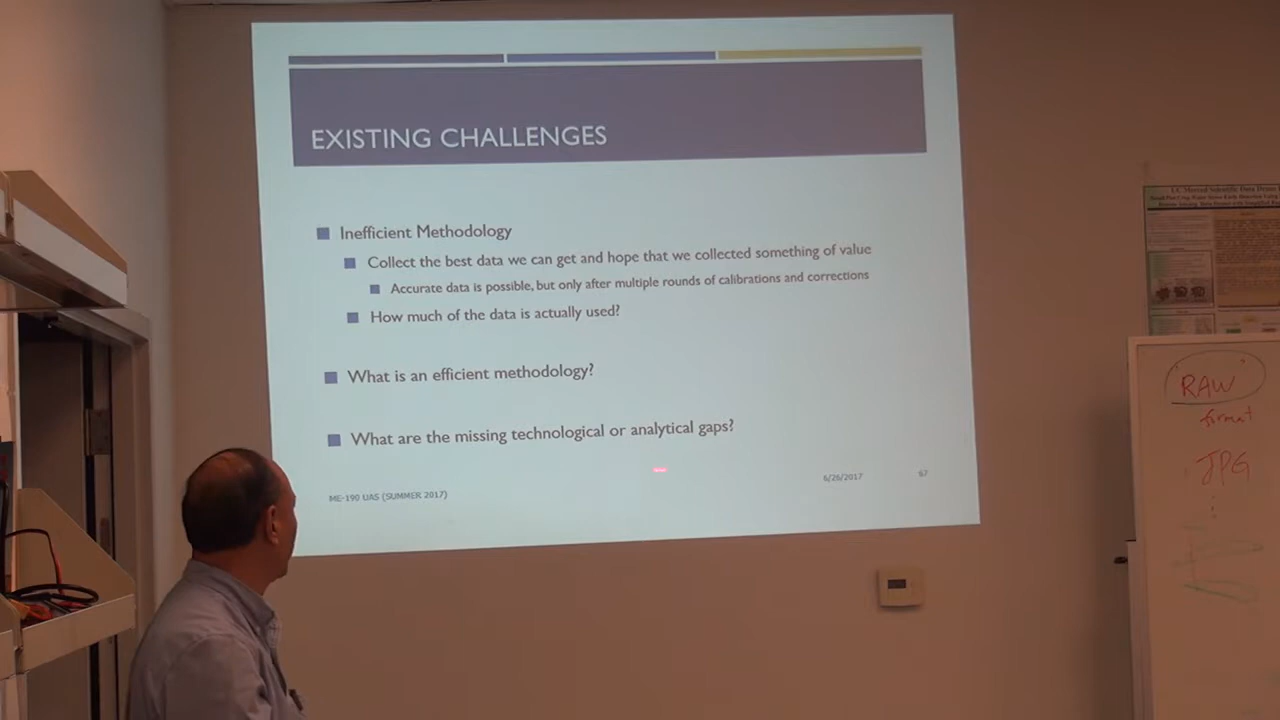 EXISTING CHALLENGES
Inefficient Methodology
Collect the best data we can get and hope that we collected something of value
Accurate data is possible, but only after multiple rounds of calibrations and corrections
How much of the data is actually used?
What is an efficient methodology?
What are the missing technological or analytical gaps?
ME-190 UAS (SUMMER 2017)
6/26/2017
67
RAW
format
JPG